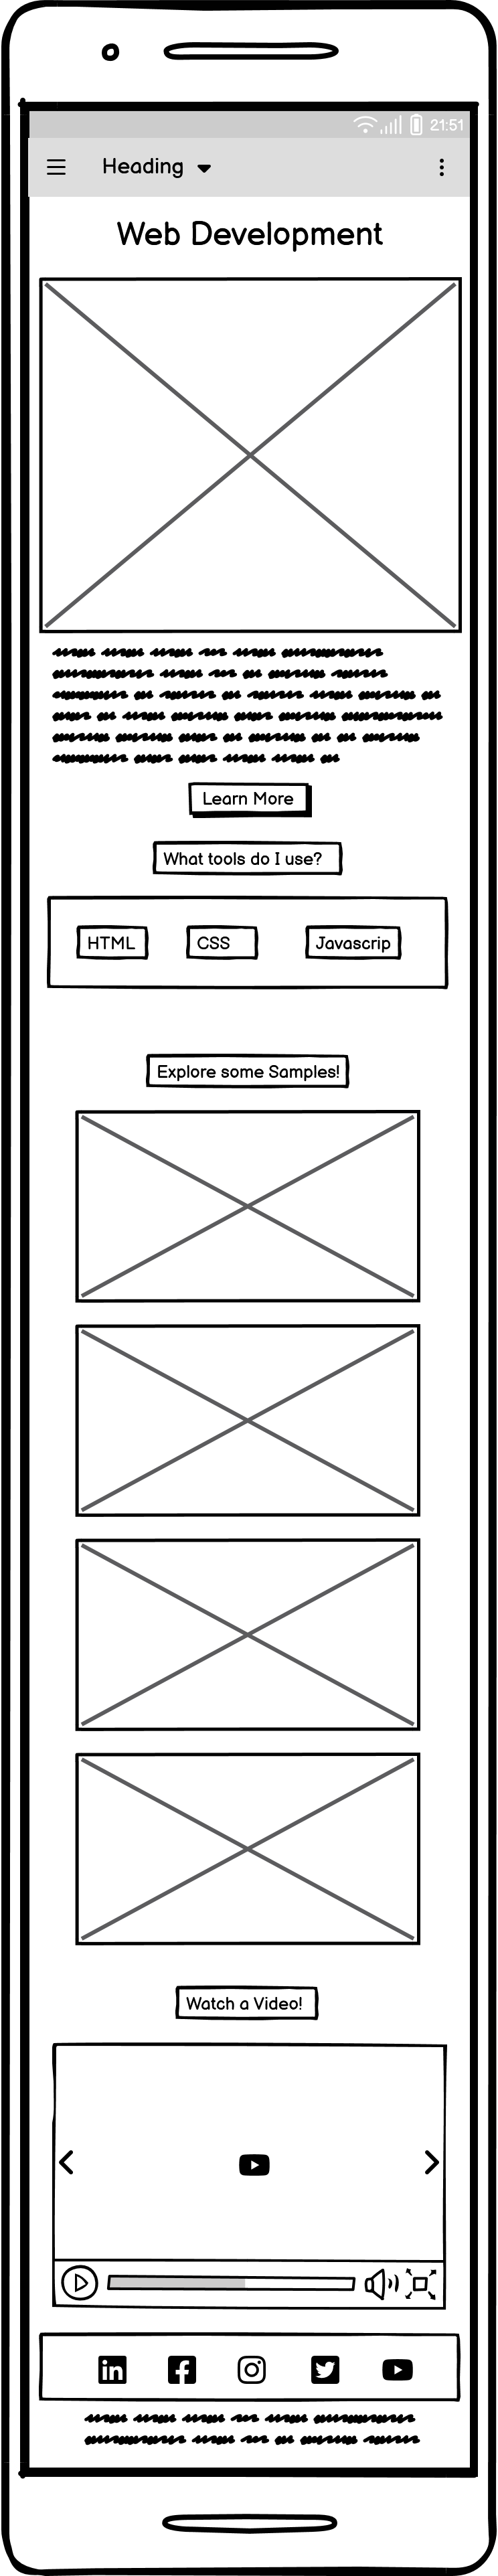 21:51
Heading
Web Development
Learn More
What tools do I use?
HTML CSS Javascrip
Explore some Samples!
Watch a Video!
in